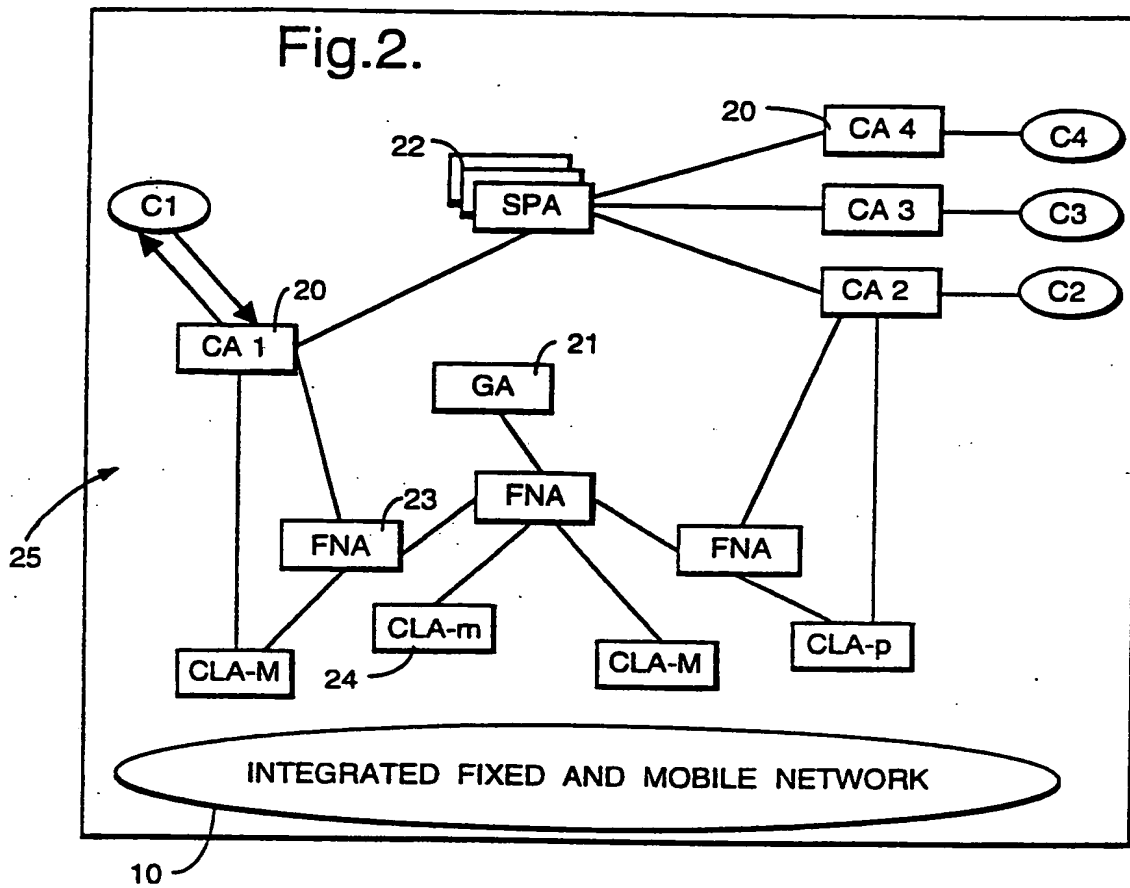 Fig.2.
20
CA 4
C4
22
SPA
CA 3
C3
C1
20
CA 2
C2
CA 1
21
GA
FNA
23
FNA
FNA
25
CLA-m
CLA-p
24
CLA-M
CLA-M
INTEGRATED FIXED AND MOBILE NETWORK
10